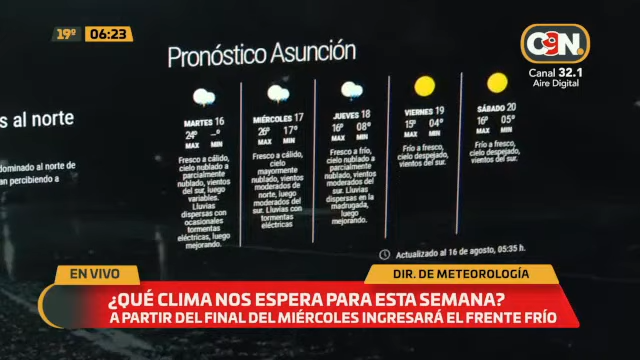 19º 06:23
C9N.
Canal 32.1
Aire Digital
Pronóstico Asunción
s al norte
dominado al norte de
an percibiendo a
MARTES 16
24º --º
MAX MIN
Fresco a cálido,
cielo nublado a
parcialmente
nublado, vientos
del sur, luego
variables.
Lluvias
dispersas con
ocasionales
tormentas
eléctricas, luego
mejorando.
MIÉRCOLES 17
26º 17º
MAX MIN
Fresco a cálido,
cielo
mayormente
nublado, vientos
moderados de
norte, luego
moderados del
sur. Lluvias con
tormentas
eléctricas
JUEVES 18
16º 08º
MAX MIN
Fresco a frío,
cielo nublado a
parcialmente
nublado, vientos
moderados del
sur. Lluvias
dispersas en la
madrugada,
luego
mejorando.
VIERNES 19
15º 04º
MAX MIN
Frío a fresco,
cielo despejado,
vientos del sur.
SÁBADO 20
16º 05º
MAX MIN
Frío a fresco,
cielo despejado,
vientos del sur.
Actualizado al 16 de agosto, 05:35 h.
EN VIVO
DIR. DE METEOROLOGÍA
¿QUÉ CLIMA NOS ESPERA PARA ESTA SEMANA?
A PARTIR DEL FINAL DEL MIÉRCOLES INGRESARÁ EL FRENTE FRÍO